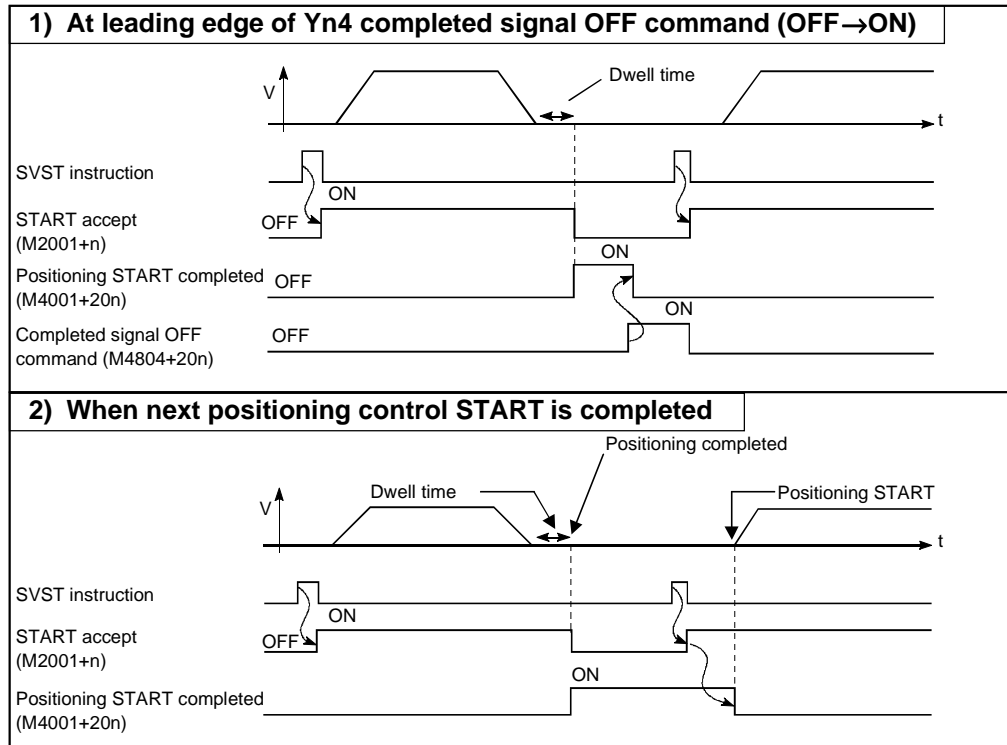 1) At leading edge of Yn4 completed signal OFF command (OFF→ON)
Dwell time
V
t
SVST instruction
ON
START accept
(M2001+n)
OFF
ON
Positioning START completed
(M4001+20n)
OFF
ON
Completed signal OFF
command (M4804+20n)
OFF
2) When next positioning control START is completed
Positioning completed
Dwell time
Positioning START
V
t
SVST instruction
ON
START accept
(M2001+n)
OFF
ON
Positioning START completed
(M4001+20n)